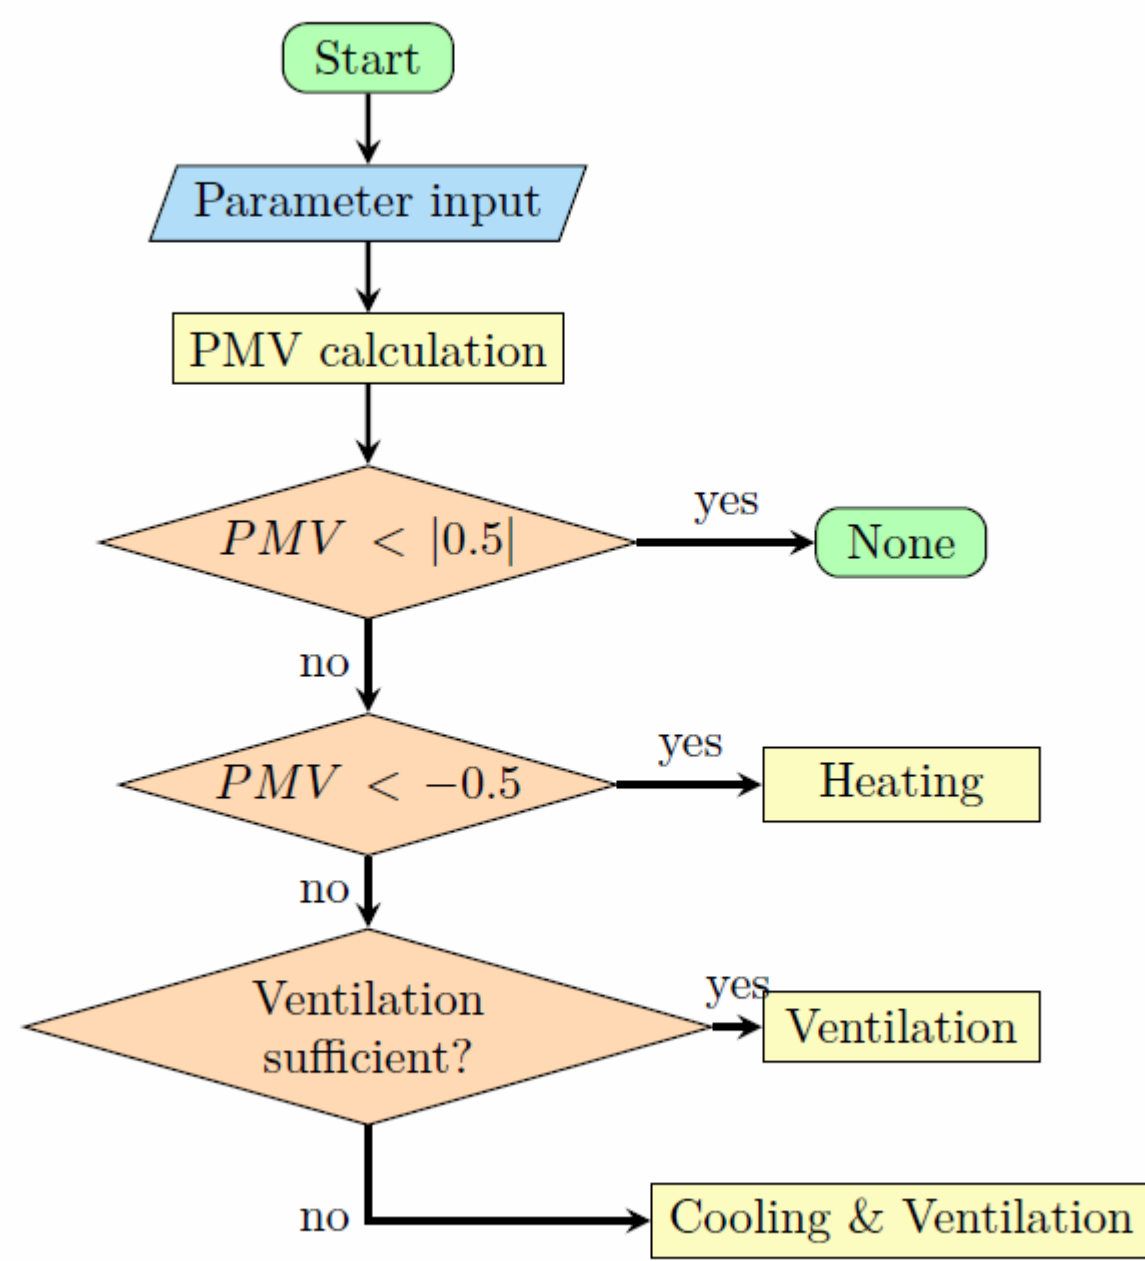 Start
Parameter input
PMV calculation
PMV < |0.5|
yes
None
no
PMV < −0.5
yes
Heating
no
Ventilation
sufficient?
yes
Ventilation
no
Cooling & Ventilation